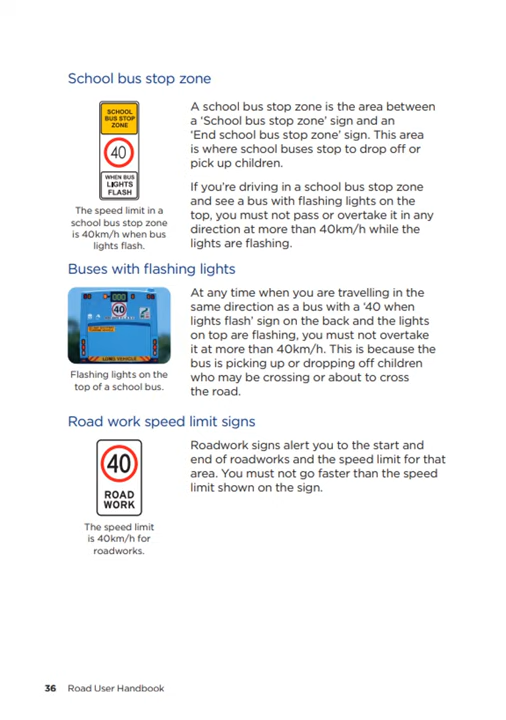 School bus stop zone
SCHOOL
BUS STOP
ZONE
40
WHEN BUS
LIGHTS
FLASH
The speed limit in a
school bus stop zone
is 40km/h when bus
lights flash.
A school bus stop zone is the area between
a ‘School bus stop zone’ sign and an
‘End school bus stop zone’ sign. This area
is where school buses stop to drop off or
pick up children.
If you’re driving in a school bus stop zone
and see a bus with flashing lights on the
top, you must not pass or overtake it in any
direction at more than 40km/h while the
lights are flashing.
Buses with flashing lights
40
LONG VEHICLE
Flashing lights on the
top of a school bus.
At any time when you are travelling in the
same direction as a bus with a ‘40 when
lights flash’ sign on the back and the lights
on top are flashing, you must not overtake
it at more than 40km/h. This is because the
bus is picking up or dropping off children
who may be crossing or about to cross
the road.
Road work speed limit signs
40
ROAD
WORK
The speed limit
is 40km/h for
roadworks.
Roadwork signs alert you to the start and
end of roadworks and the speed limit for that
area. You must not go faster than the speed
limit shown on the sign.
36 Road User Handbook